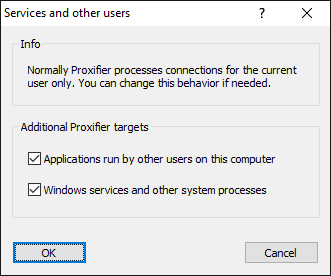 Services and other users
?
Info
Normally Proxifier processes connections for the current
user only. You can change this behavior if needed.
Additional Proxifier targets
Applications run by other users on this computer
Windows services and other system processes
OK
Cancel